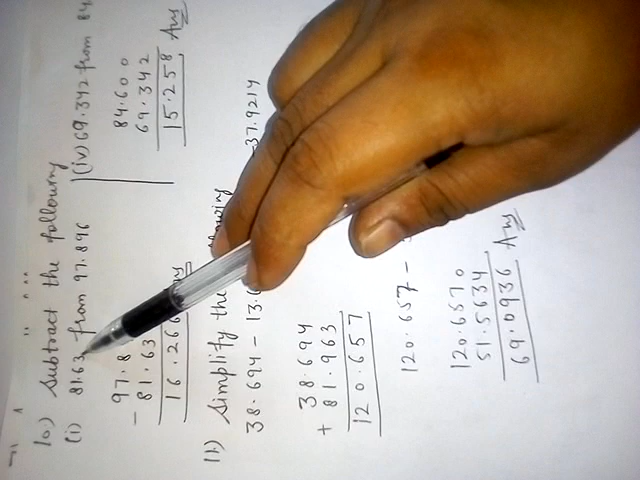 10.) Subtract the following
(i) 81.63 from 97.896
- 97.8
81.63
16.266
(iv) 69.342 from 84.
84.600
69.342
15.258 Ans
11.) Simplify the following
38.694 - 13. -37.9214
38.694
+ 81.963
120.657
120.657 -
120.6570
51.5634
69.0936 Ans